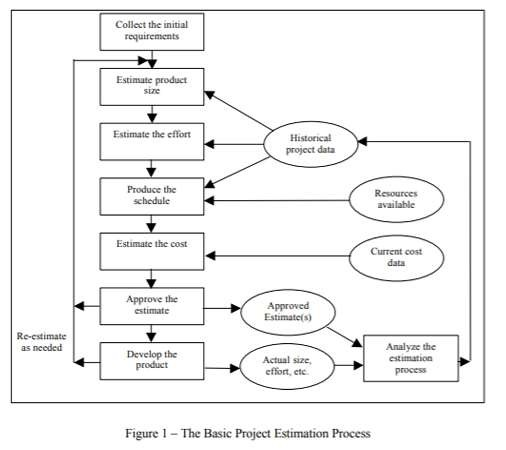 Collect the initial
requirements
Estimate product
size
Estimate the effort
Historical
project data
Produce the
schedule
Resources
available
Estimate the cost
Current cost
data
Approve the
estimate
Approved
Estimate(s)
Re-estimate
as needed
Develop the
product
Actual size,
effort, etc.
Analyze the
estimation
process
Figure 1 – The Basic Project Estimation Process